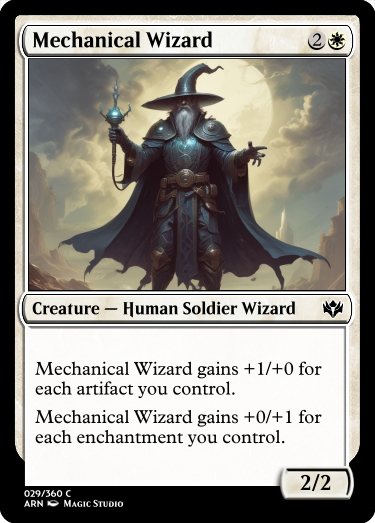 Mechanical Wizard 2
Creature — Human Soldier Wizard
Mechanical Wizard gains +1/+0 for
each artifact you control.
Mechanical Wizard gains +0/+1 for
each enchantment you control.
2/2
029/360 C
ARN Magic Studio